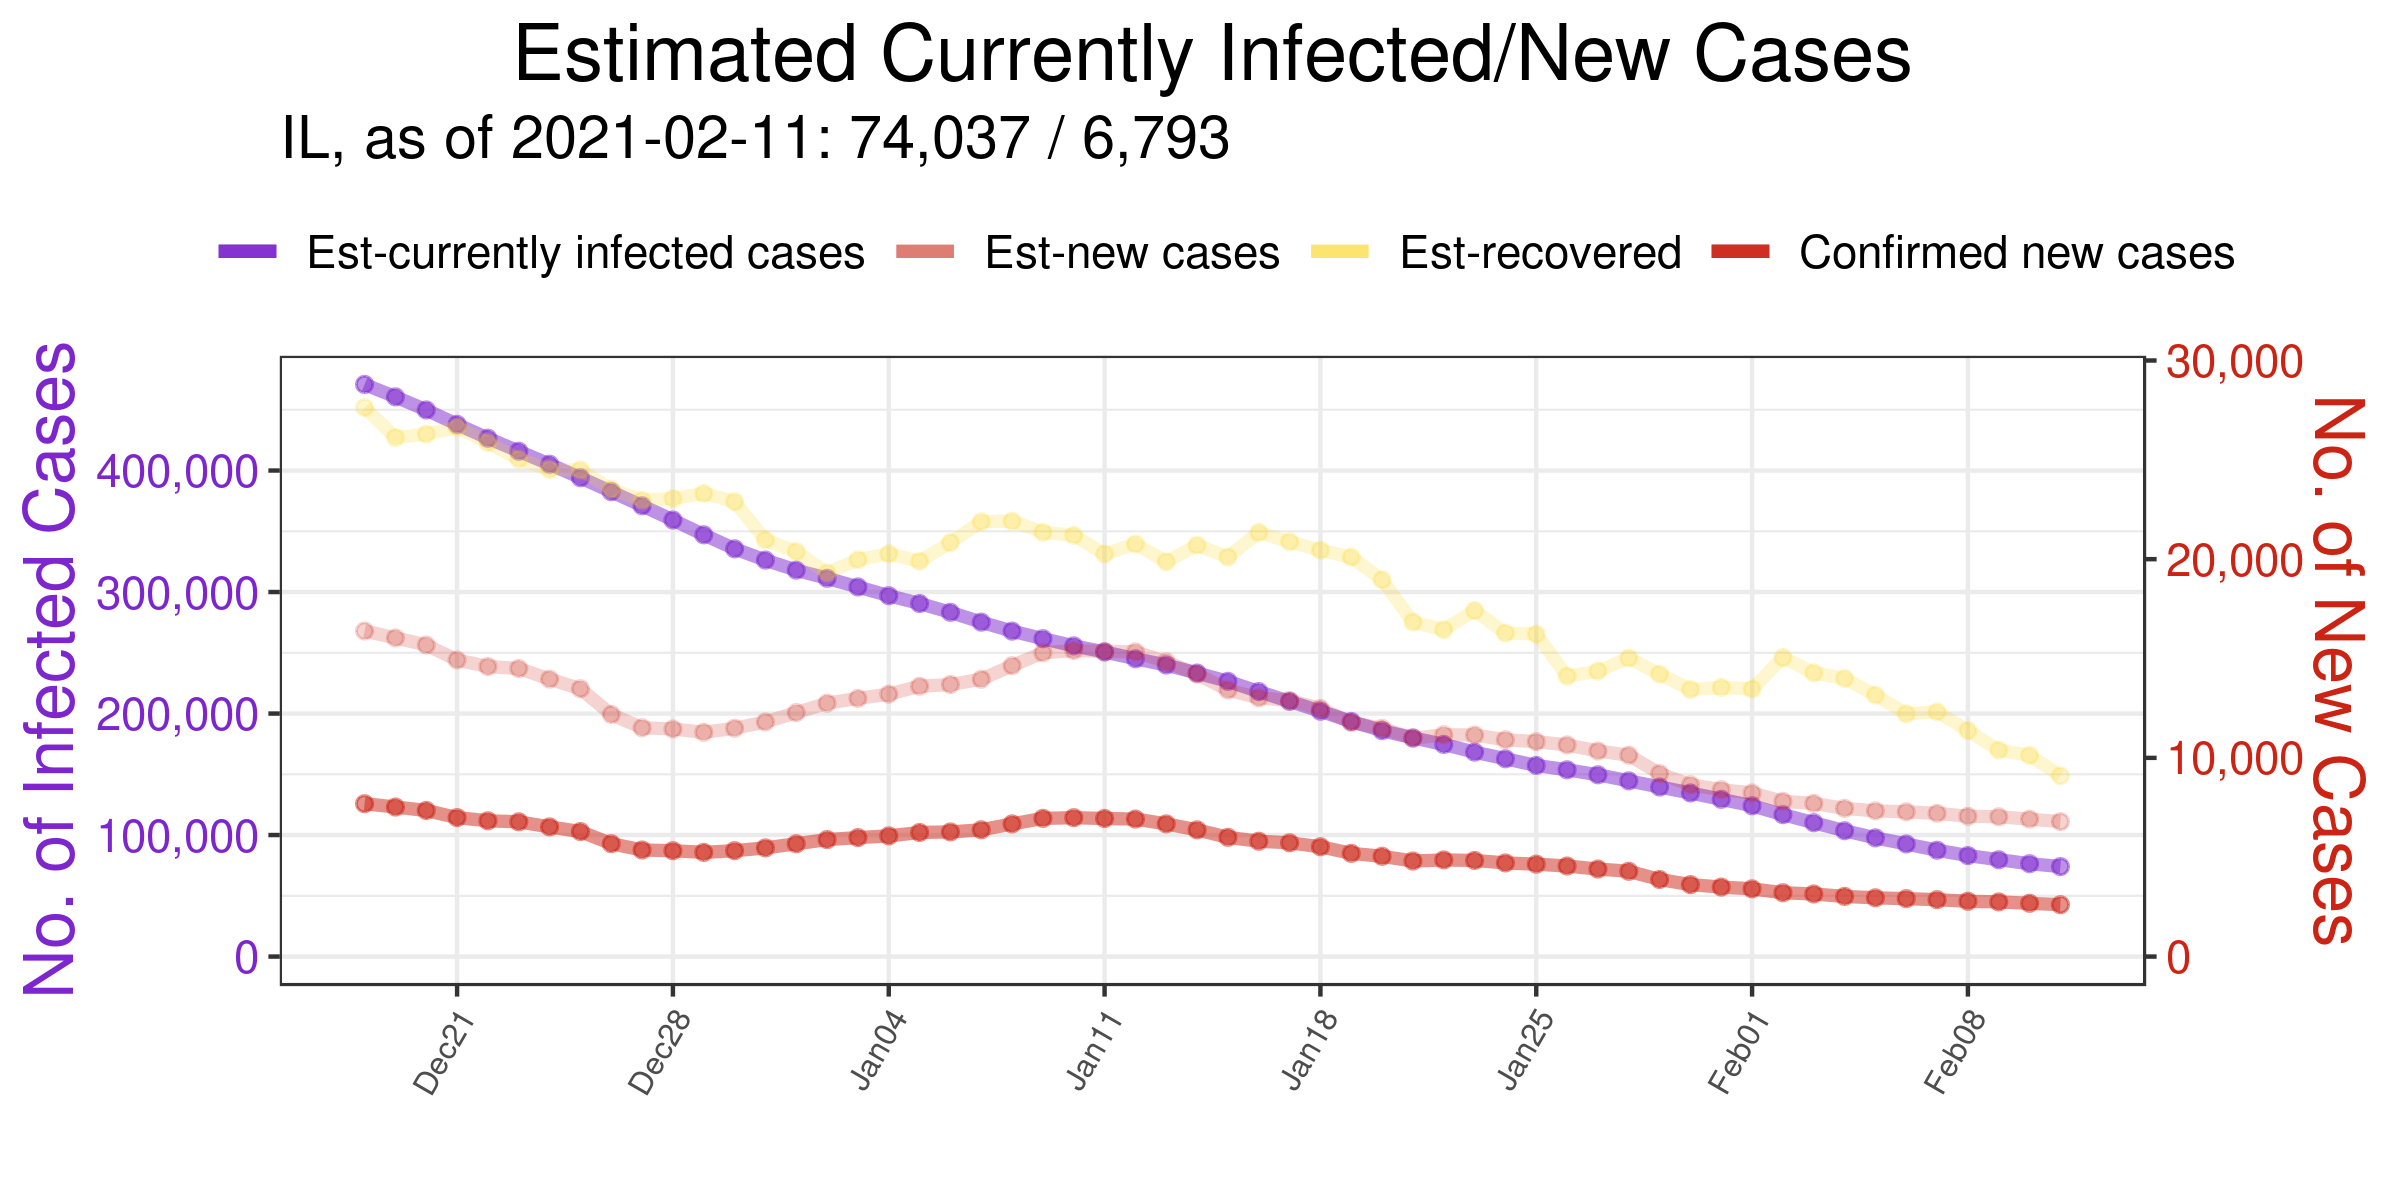 Estimated Currently Infected/New Cases
IL, as of 2021-02-11: 74,037 / 6,793
Est-currently infected cases Est-new cases Est-recovered Confirmed new cases
No. of Infected Cases
400,000
300,000
200,000
100,000
0
30,000
20,000
10,000
0
No. of New Cases
Dec21 Dec28 Jan04 Jan11 Jan18 Jan25 Feb01 Feb08